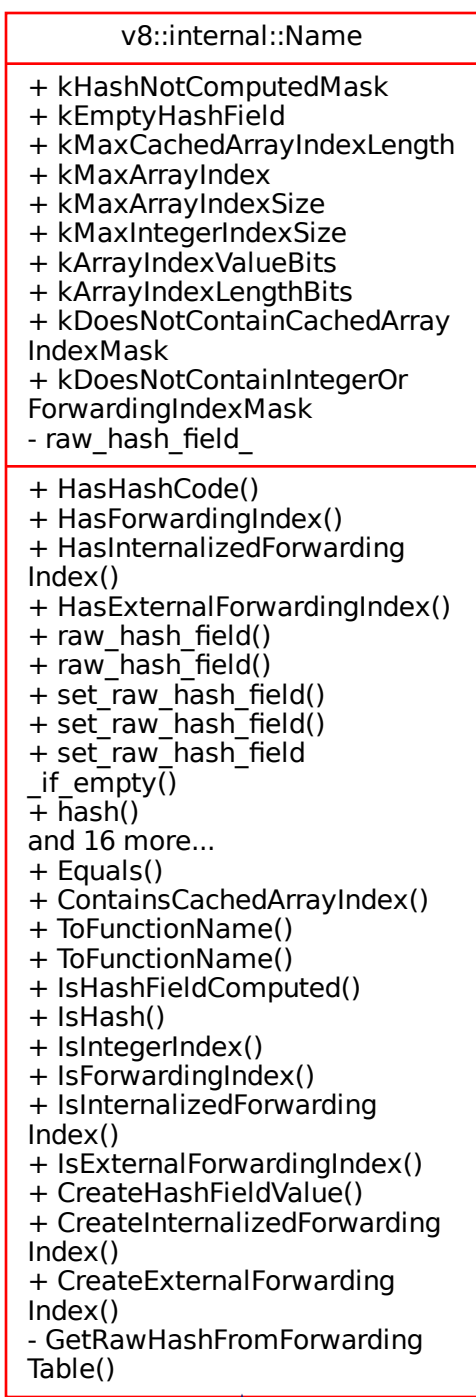 v8::internal::Name
+ kHashNotComputedMask
+ kEmptyHashField
+ kMaxCachedArrayIndexLength
+ kMaxArrayIndex
+ kMaxArrayIndexSize
+ kMaxIntegerIndexSize
+ kArrayIndexValueBits
+ kArrayIndexLengthBits
+ kDoesNotContainCachedArray
IndexMask
+ kDoesNotContainIntegerOr
ForwardingIndexMask
- raw_hash_field_
+ HasHashCode()
+ HasForwardingIndex()
+ HasInternalizedForwarding
Index()
+ HasExternalForwardingIndex()
+ raw_hash_field()
+ raw_hash_field()
+ set_raw_hash_field()
+ set_raw_hash_field()
+ set_raw_hash_field
_if_empty()
+ hash()
and 16 more...
+ Equals()
+ ContainsCachedArrayIndex()
+ ToFunctionName()
+ ToFunctionName()
+ IsHashFieldComputed()
+ IsHash()
+ IsIntegerIndex()
+ IsForwardingIndex()
+ IsInternalizedForwarding
Index()
+ IsExternalForwardingIndex()
+ CreateHashFieldValue()
+ CreateInternalizedForwarding
Index()
+ CreateExternalForwarding
Index()
- GetRawHashFromForwarding
Table()